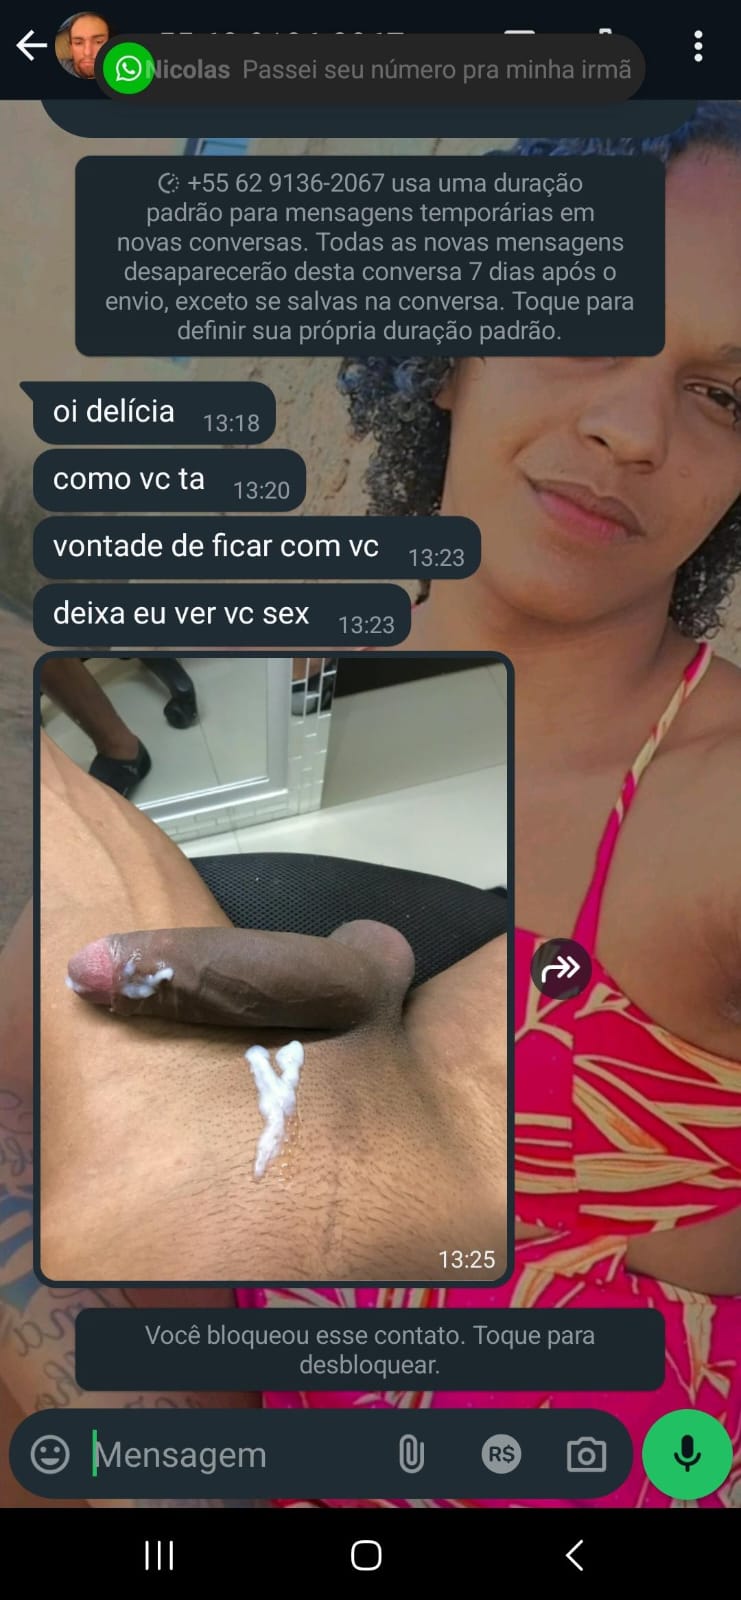 Nicolas Passei seu número pra minha irmã
+55 62 9136-2067 usa uma duração
padrão para mensagens temporárias em
novas conversas. Todas as novas mensagens
desaparecerão desta conversa 7 dias após o
envio, exceto se salvas na conversa. Toque para
definir sua própria duração padrão.
oi delícia 13:18
como vc ta 13:20
vontade de ficar com vc 13:23
deixa eu ver vc sex 13:23
13:25
Você bloqueou esse contato. Toque para
desbloquear.
Mensagem R$